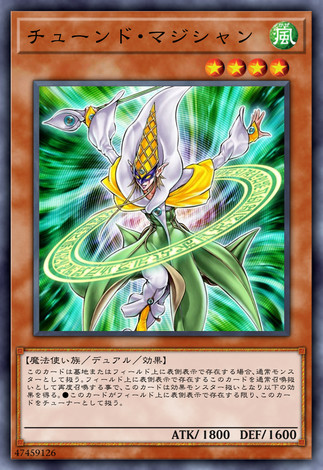 チューンド・マジシャン
風
【魔法使い族／デュアル／効果】
このカードは墓地またはフィールド上に表側表示で存在する場合、通常モン
スターとして扱う。フィールド上に表側表示で存在するこのカードを通常召喚扱
いとして再度召喚する事で、このカードは効果モンスター扱いとなり以下の効
果を得る。●このカードがフィールド上に表側表示で存在する限り、このカー
ドをチューナーとして扱う。
ATK/1800 DEF/1600
47459126